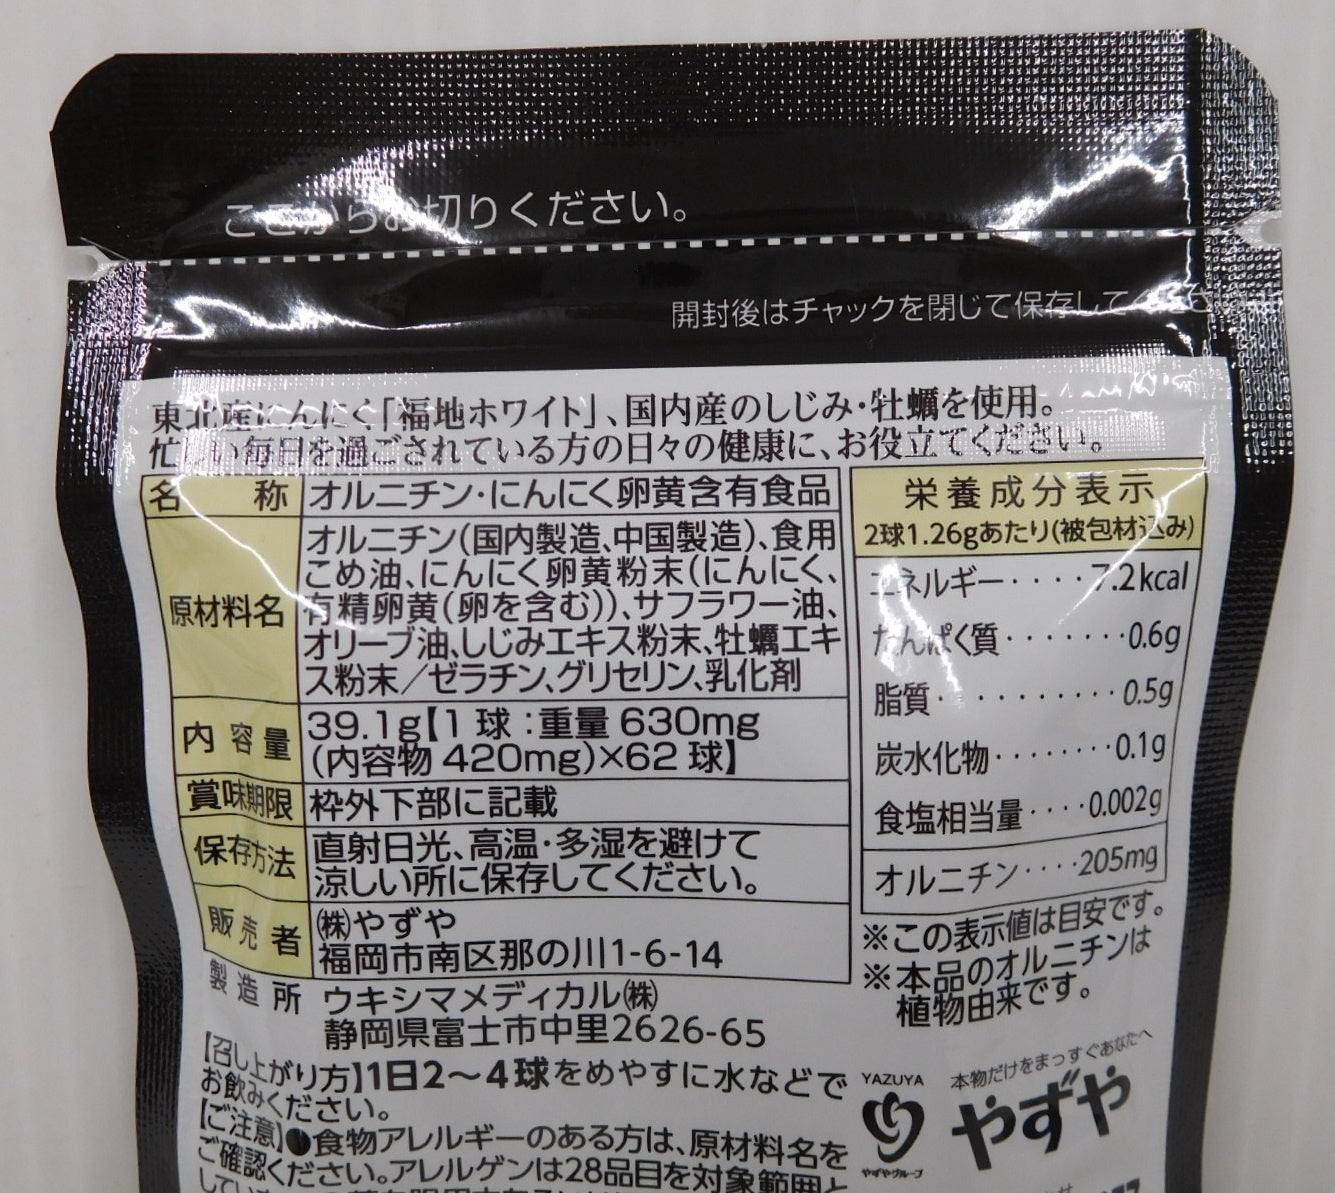 ここからお切りください。
開封後はチャックを閉じて保存して
東北産にんにく「福地ホワイト」、国内産のしじみ・牡蠣を使用。
忙しい毎日を過ごされている方の日々の健康に、お役立てください。
名称 オルニチン・にんにく卵黄含有食品
原材料名
オルニチン(国内製造、中国製造)、食用
こめ油、にんにく卵黄粉末(にんにく、
有精卵黄(卵を含む))、サフラワー油、
オリーブ油、しじみエキス粉末、牡蠣エキ
ス粉末／ゼラチン、グリセリン、乳化剤
内容量
39.1g【1球:重量 630mg
(内容物 420mg)×62 球】
賞味期限 枠外下部に記載
保存方法
直射日光、高温・多湿を避けて
涼しい所に保存してください。
販売者
㈱やずや
福岡市南区那の川1-6-14
製造所 ウキシマメディカル㈱
静岡県富士市中里2626-65
【召し上がり方】1日2〜4球をめやすに水などで
お飲みください。
【ご注意】●食物アレルギーのある方は、原材料名を
ご確認ください。アレルゲンは28品目を対象範囲と
してい
栄養成分表示
2球1.26gあたり(被包材込み)
エネルギー・・・・7.2kcal
たんぱく質・・・・・・・0.6g
脂質・・・・・・・・・・0.5g
炭水化物・・・・・・・・0.1g
食塩相当量・・・・0.002g
オルニチン・・・・205mg
※この表示値は目安です。
※本品のオルニチンは
植物由来です。
本物だけをまっすぐあなたへ
YAZUYA
やずや
やずやグループ